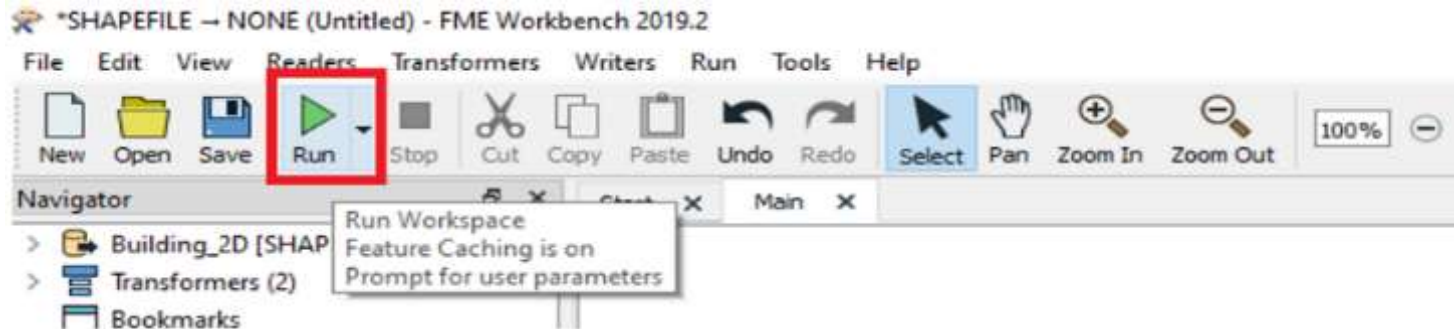 *SHAPEFILE → NONE (Untitled) - FME Workbench 2019.2
File Edit View Readers Transformers Writers Run Tools Help
New Open Save Run Stop Cut Copy Paste Undo Redo Select Pan Zoom In Zoom Out 100%
Navigator Start Main
Building_2D [SHAP
Transformers (2)
Bookmarks
Run Workspace
Feature Caching is on
Prompt for user parameters